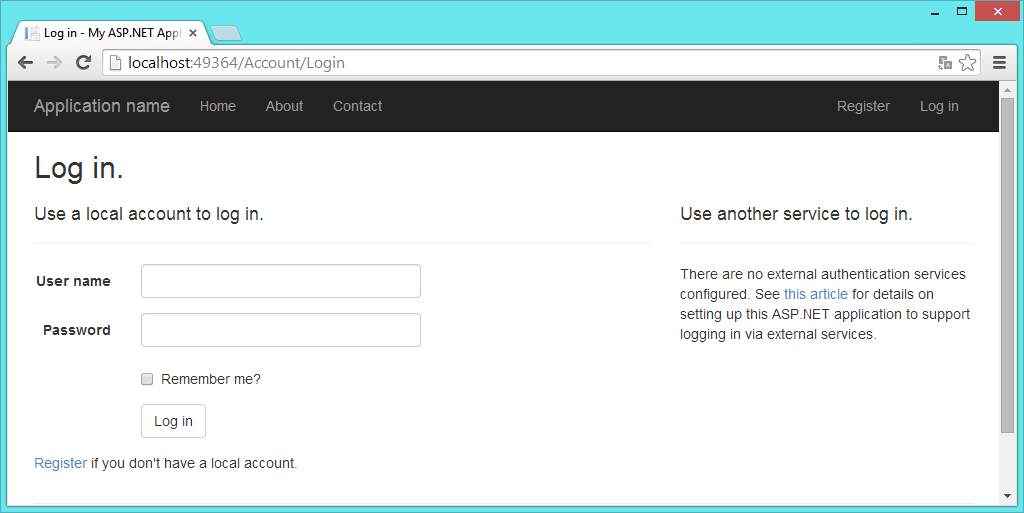 Log in - My ASP.NET Appl
localhost:49364/Account/Login
Application name Home About Contact Register Log in
Log in.
Use a local account to log in.
User name
Password
Remember me?
Log in
Register if you don't have a local account.
Use another service to log in.
There are no external authentication services
configured. See this article for details on
setting up this ASP.NET application to support
logging in via external services.